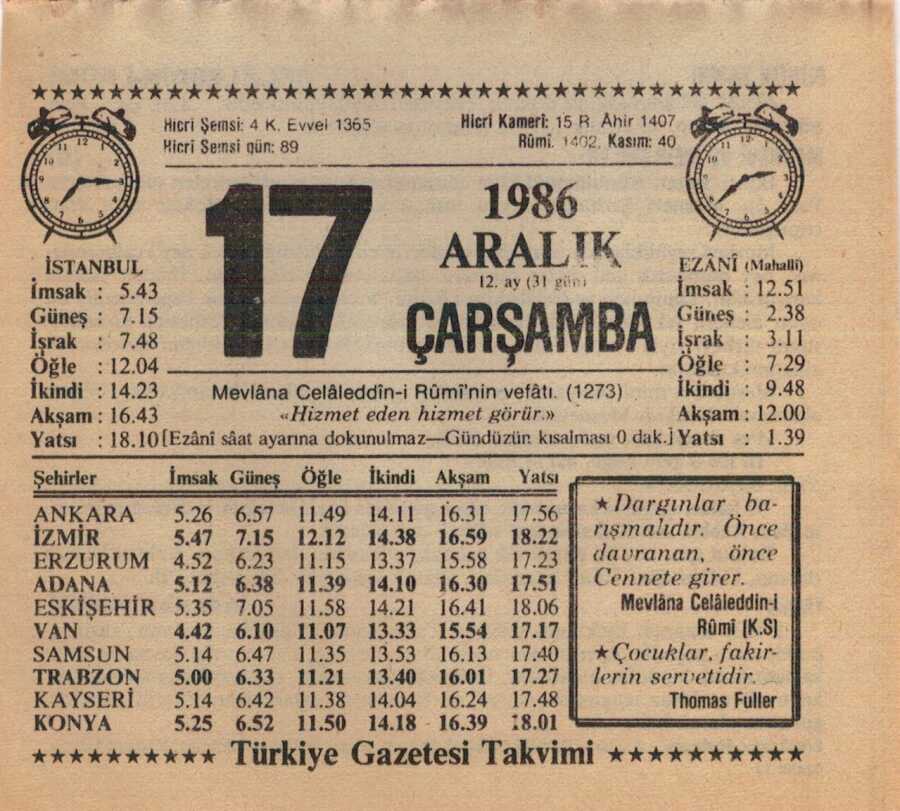 ★★★★★★★★★★★★★★★★★★★★★★★★★★★★★★★★★★★★★★★★
Hicri Şemsi: 4 K. Evvel 1365
Hicri Şemsi gün: 89
Hicri Kameri: 15 R. Ahir 1407
Rûmi. 1402, Kasım: 40
17
1986
ARALIK
12. ay (31 gün)
ÇARŞAMBA
İSTANBUL
İmsak : 5.43
Güneş : 7.15
İşrak : 7.48
Öğle : 12.04
İkindi : 14.23
Akşam : 16.43
Yatsı : 18.10
EZÂNÎ (Mahallî)
İmsak : 12.51
Güneş : 2.38
İşrak : 3.11
Öğle : 7.29
İkindi : 9.48
Akşam : 12.00
Yatsı : 1.39
Mevlâna Celâleddîn-i Rûmî'nin vefâtı. (1273)
«Hizmet eden hizmet görür.»
[Ezânî sâat ayarına dokunulmaz—Gündüzün kısalması 0 dak.]
Şehirler İmsak Güneş Öğle İkindi Akşam Yatsı
ANKARA 5.26 6.57 11.49 14.11 16.31 17.56
İZMİR 5.47 7.15 12.12 14.38 16.59 18.22
ERZURUM 4.52 6.23 11.15 13.37 15.58 17.23
ADANA 5.12 6.38 11.39 14.10 16.30 17.51
ESKİŞEHİR 5.35 7.05 11.58 14.21 16.41 18.06
VAN 4.42 6.10 11.07 13.33 15.54 17.17
SAMSUN 5.14 6.47 11.35 13.53 16.13 17.40
TRABZON 5.00 6.33 11.21 13.40 16.01 17.27
KAYSERİ 5.14 6.42 11.38 14.04 16.24 17.48
KONYA 5.25 6.52 11.50 14.18 16.39 18.01
★Dargınlar ba-
rışmalıdır. Önce
davranan, önce
Cennete girer.
Mevlâna Celâleddin-i
Rûmi (K.S)
★Çocuklar, fakir-
lerin servetidir.
Thomas Fuller
★★★★★★★★★★ Türkiye Gazetesi Takvimi ★★★★★★★★★★